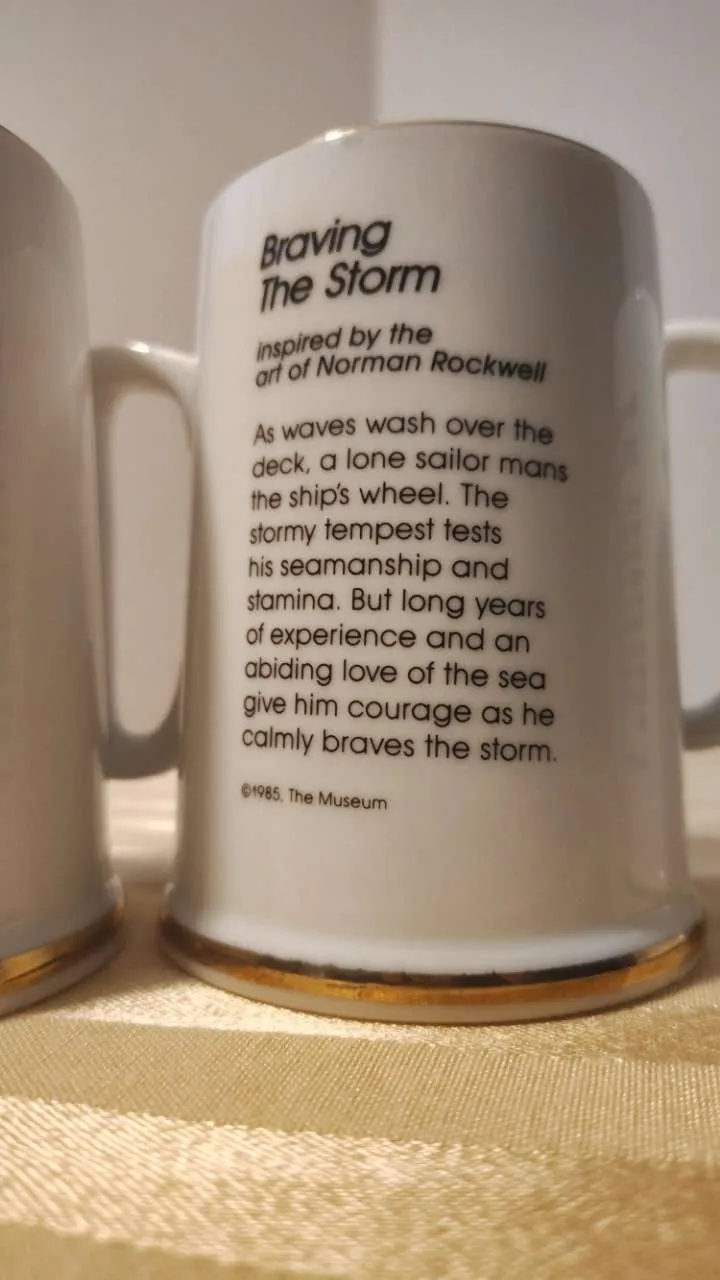 Braving
The Storm
inspired by the
art of Norman Rockwell
As waves wash over the
deck, a lone sailor mans
the ship's wheel. The
stormy tempest tests
his seamanship and
stamina. But long years
of experience and an
abiding love of the sea
give him courage as he
calmly braves the storm.
©1985, The Museum